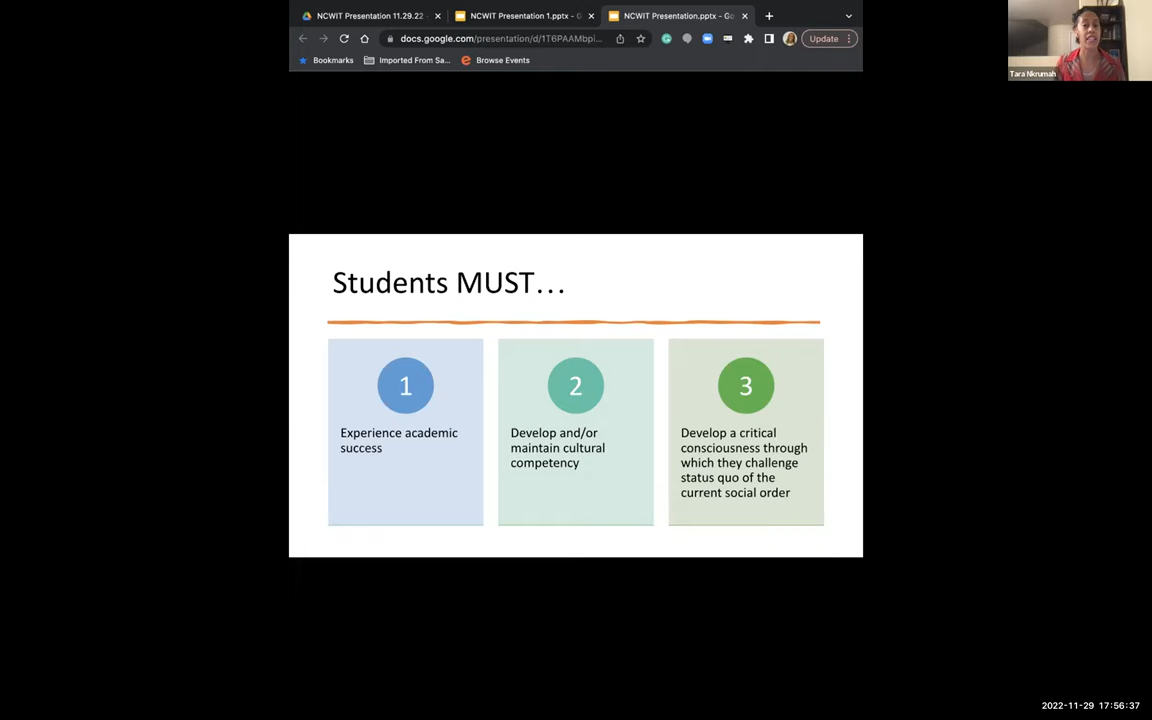 NCWIT Presentation 11.29.22
NCWIT Presentation 1.pptx - G
NCWIT Presentation.pptx - Go
docs.google.com/presentation/d/1T6PAAMbpi...
Update
Bookmarks
Imported From Sa...
Browse Events
Tara Nkrumah
Students MUST...
1
Experience academic
success
2
Develop and/or
maintain cultural
competency
3
Develop a critical
consciousness through
which they challenge
status quo of the
current social order
2022-11-29 17:56:37